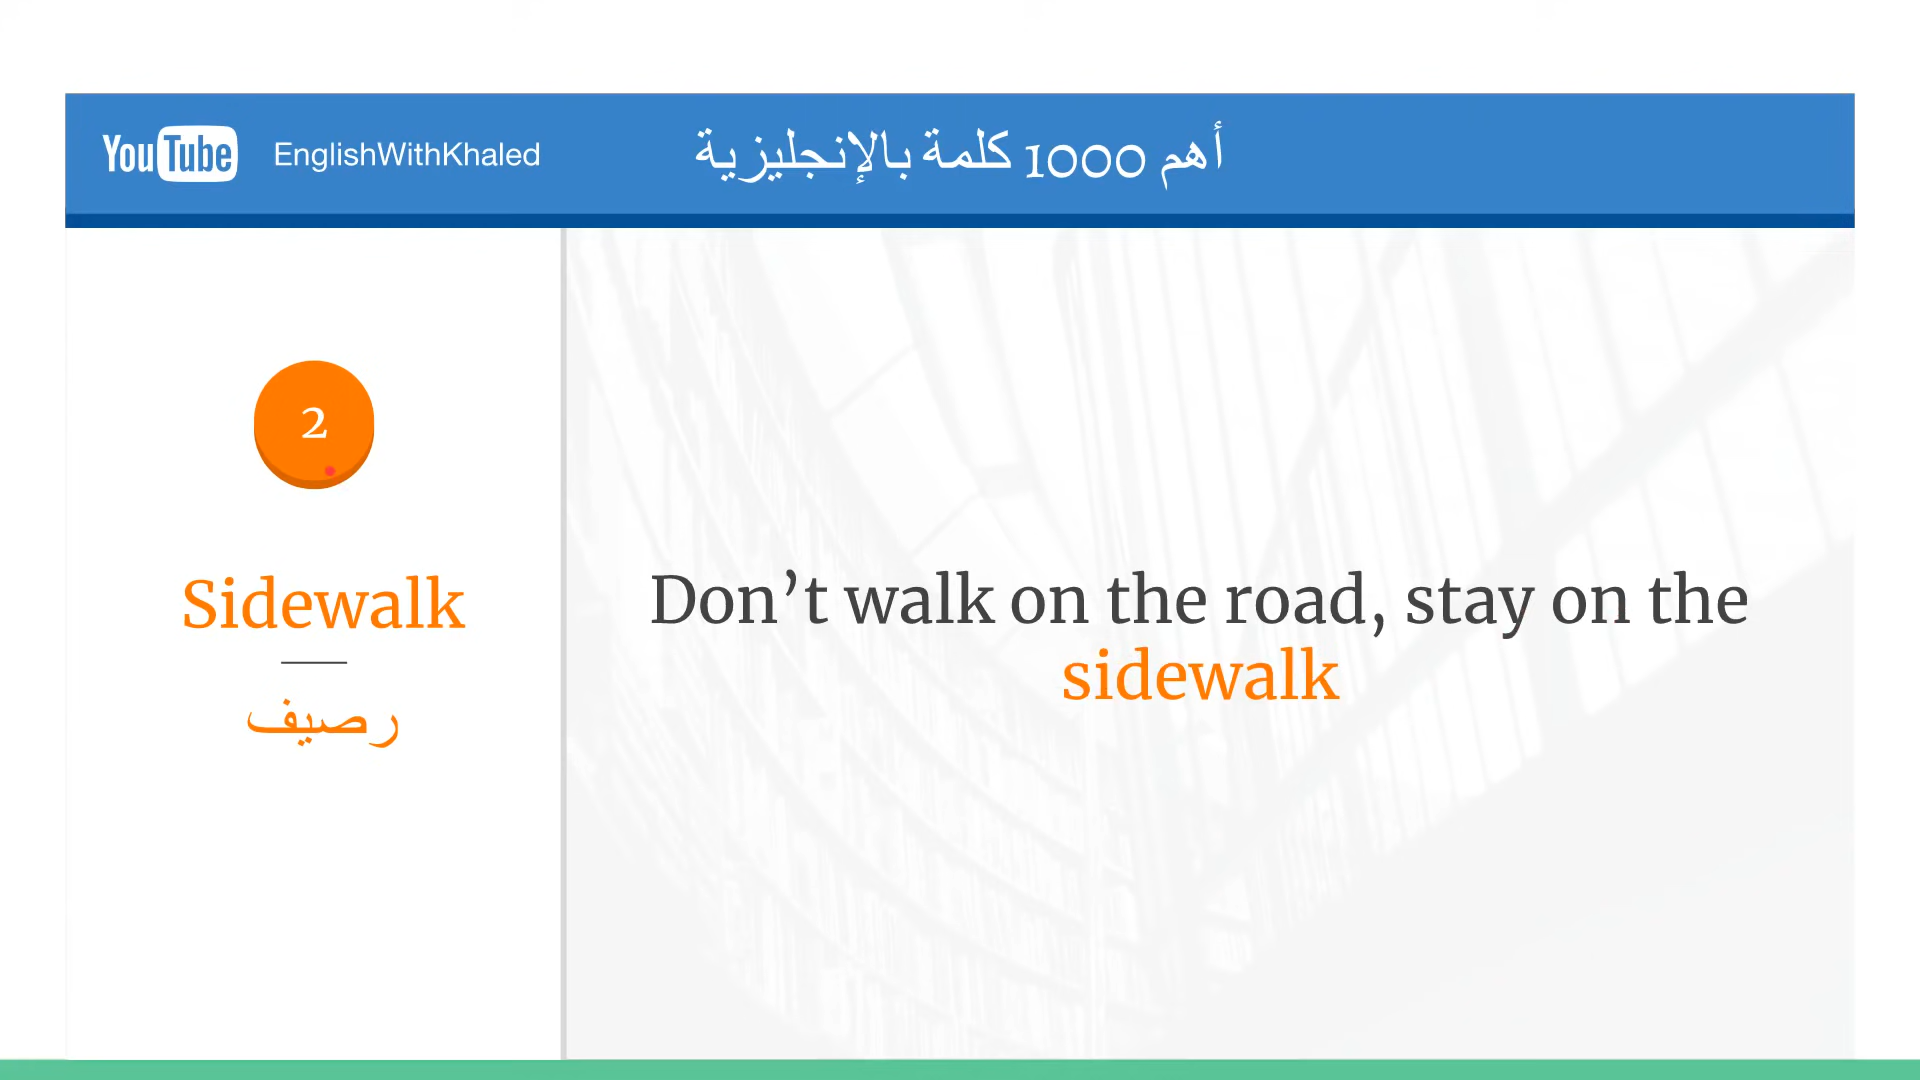 YouTube EnglishWithKhaled
أهم 1000 كلمة بالإنجليزية
2
Sidewalk
رصيف
Don’t walk on the road, stay on the
sidewalk